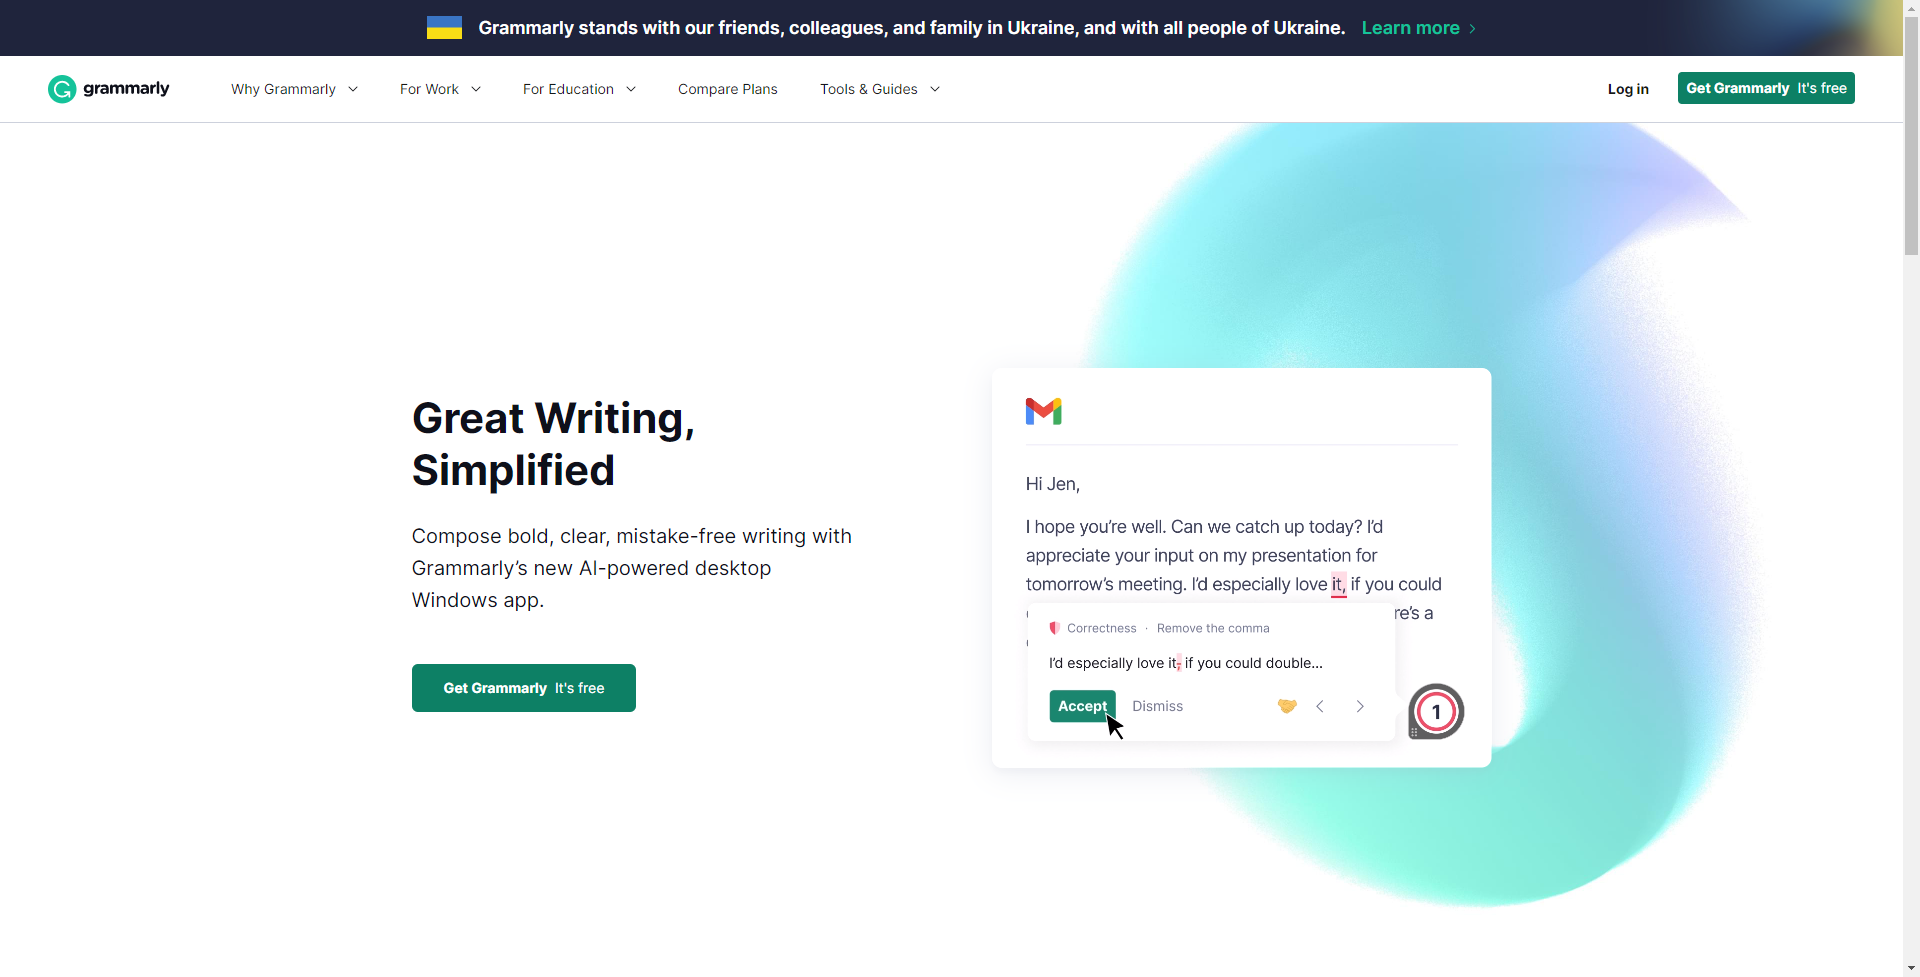 Grammarly stands with our friends, colleagues, and family in Ukraine, and with all people of Ukraine. Learn more
grammarly
Why Grammarly
For Work
For Education
Compare Plans
Tools & Guides
Log in
Get Grammarly It's free
Great Writing,
Simplified
Compose bold, clear, mistake-free writing with
Grammarly’s new AI-powered desktop
Windows app.
Get Grammarly It's free
Hi Jen,
I hope you’re well. Can we catch up today? I’d
appreciate your input on my presentation for
tomorrow’s meeting. I’d especially love it, if you could
re’s a
Correctness · Remove the comma
I’d especially love it, if you could double...
Accept
Dismiss
1